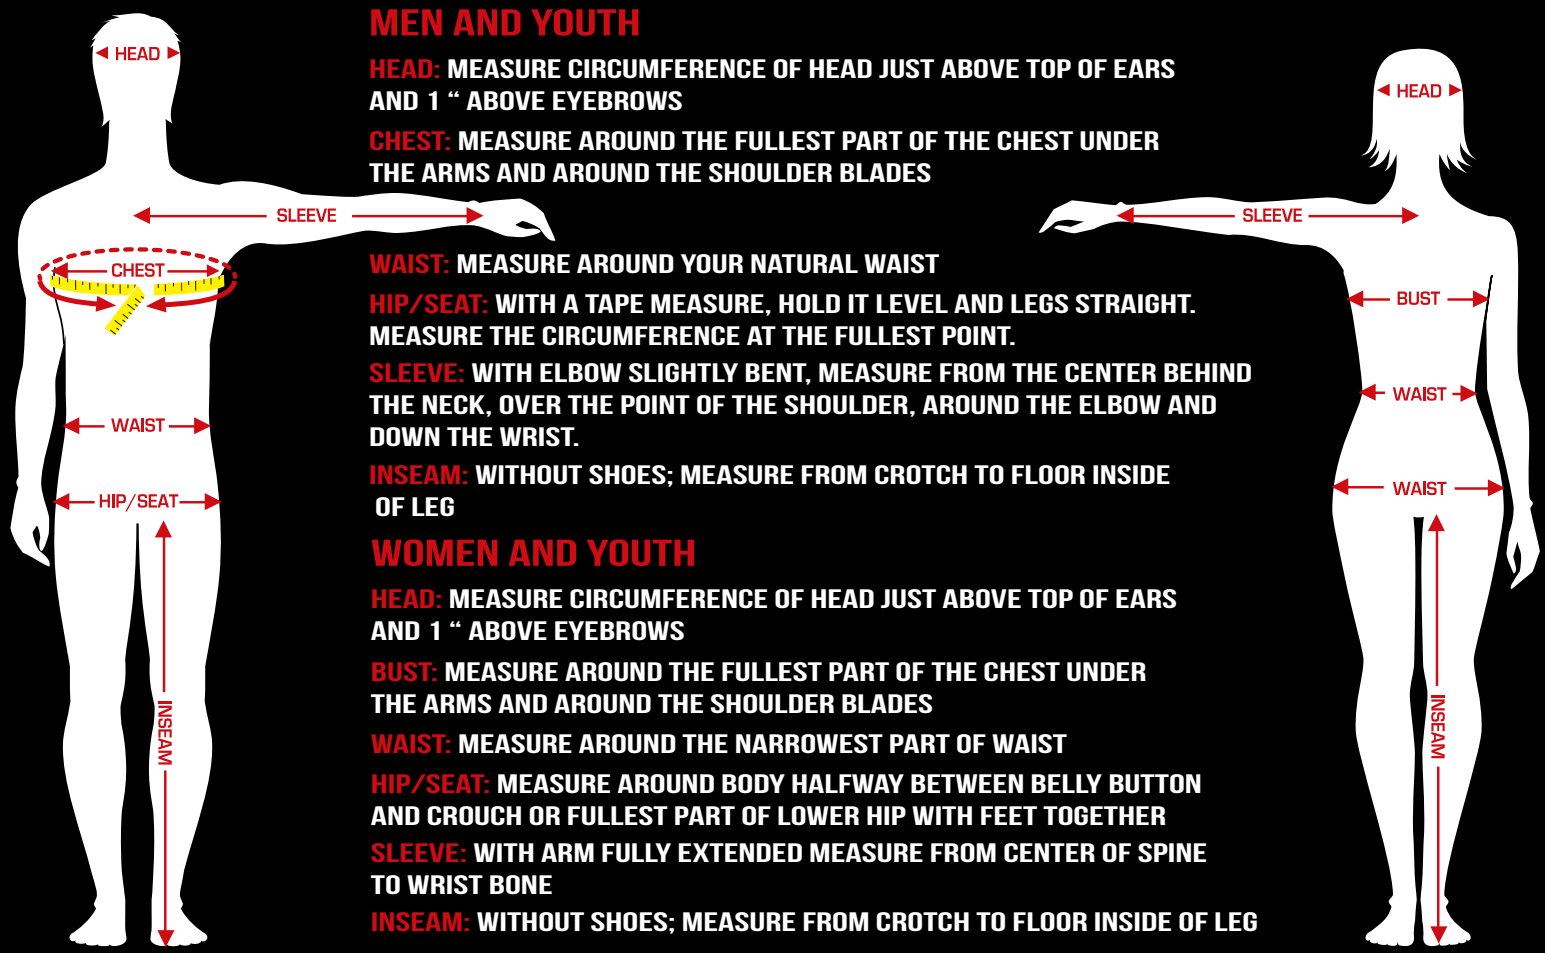 HEAD
SLEEVE
CHEST
WAIST
HIP/SEAT
INSEAM
MEN AND YOUTH
HEAD: MEASURE CIRCUMFERENCE OF HEAD JUST ABOVE TOP OF EARS
AND 1 “ ABOVE EYEBROWS
CHEST: MEASURE AROUND THE FULLEST PART OF THE CHEST UNDER
THE ARMS AND AROUND THE SHOULDER BLADES
WAIST: MEASURE AROUND YOUR NATURAL WAIST
HIP/SEAT: WITH A TAPE MEASURE, HOLD IT LEVEL AND LEGS STRAIGHT.
MEASURE THE CIRCUMFERENCE AT THE FULLEST POINT.
SLEEVE: WITH ELBOW SLIGHTLY BENT, MEASURE FROM THE CENTER BEHIND
THE NECK, OVER THE POINT OF THE SHOULDER, AROUND THE ELBOW AND
DOWN THE WRIST.
INSEAM: WITHOUT SHOES; MEASURE FROM CROTCH TO FLOOR INSIDE
OF LEG
WOMEN AND YOUTH
HEAD: MEASURE CIRCUMFERENCE OF HEAD JUST ABOVE TOP OF EARS
AND 1 “ ABOVE EYEBROWS
BUST: MEASURE AROUND THE FULLEST PART OF THE CHEST UNDER
THE ARMS AND AROUND THE SHOULDER BLADES
WAIST: MEASURE AROUND THE NARROWEST PART OF WAIST
HIP/SEAT: MEASURE AROUND BODY HALFWAY BETWEEN BELLY BUTTON
AND CROUCH OR FULLEST PART OF LOWER HIP WITH FEET TOGETHER
SLEEVE: WITH ARM FULLY EXTENDED MEASURE FROM CENTER OF SPINE
TO WRIST BONE
INSEAM: WITHOUT SHOES; MEASURE FROM CROTCH TO FLOOR INSIDE OF LEG
HEAD
SLEEVE
BUST
WAIST
WAIST
INSEAM